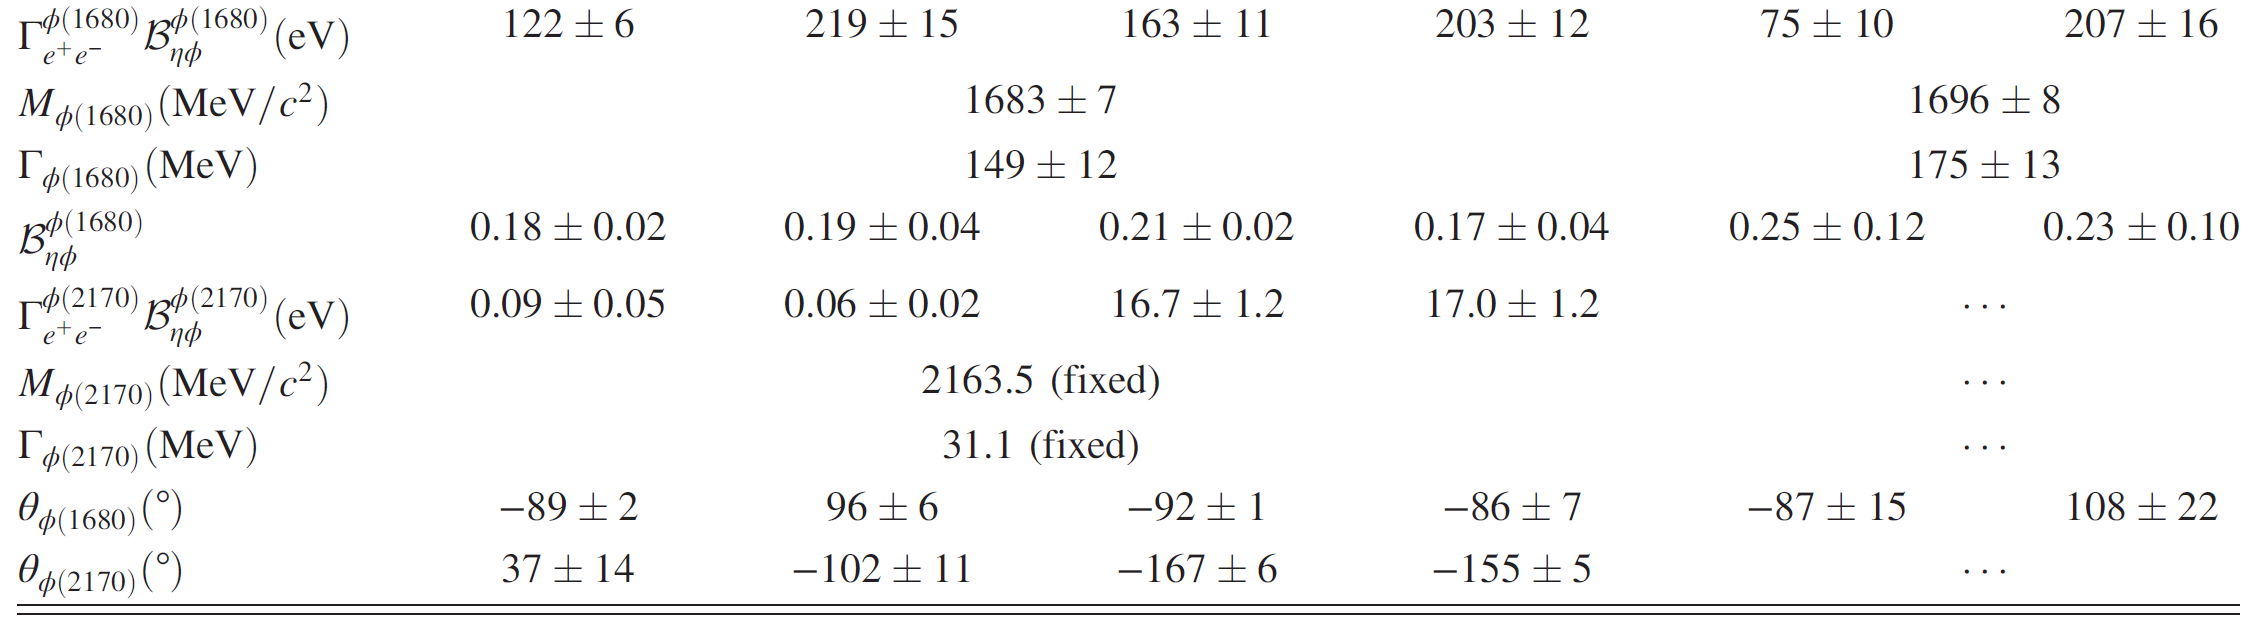 Γ_{e⁺e⁻}^{ϕ(1680)} ℬ_{ηϕ}^{ϕ(1680)} (eV) 122 ± 6 219 ± 15 163 ± 11 203 ± 12 75 ± 10 207 ± 16
M_{ϕ(1680)}(MeV/c²) 1683 ± 7 1696 ± 8
Γ_{ϕ(1680)}(MeV) 149 ± 12 175 ± 13
ℬ_{ηϕ}^{ϕ(1680)} 0.18 ± 0.02 0.19 ± 0.04 0.21 ± 0.02 0.17 ± 0.04 0.25 ± 0.12 0.23 ± 0.10
Γ_{e⁺e⁻}^{ϕ(2170)} ℬ_{ηϕ}^{ϕ(2170)} (eV) 0.09 ± 0.05 0.06 ± 0.02 16.7 ± 1.2 17.0 ± 1.2 ⋯
M_{ϕ(2170)}(MeV/c²) 2163.5 (fixed) ⋯
Γ_{ϕ(2170)}(MeV) 31.1 (fixed) ⋯
θ_{ϕ(1680)}(°) −89 ± 2 96 ± 6 −92 ± 1 −86 ± 7 −87 ± 15 108 ± 22
θ_{ϕ(2170)}(°) 37 ± 14 −102 ± 11 −167 ± 6 −155 ± 5 ⋯